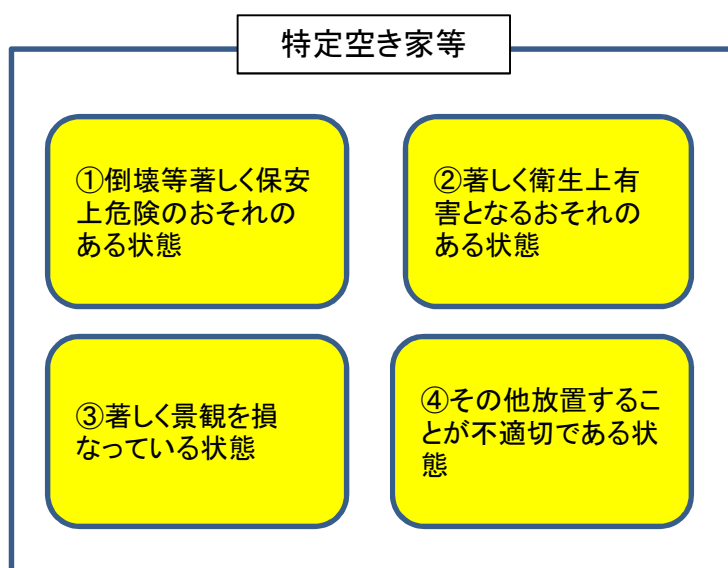 特定空き家等
①倒壊等著しく保安
上危険のおそれの
ある状態
②著しく衛生上有
害となるおそれの
ある状態
③著しく景観を損
なっている状態
④その他放置するこ
とが不適切である状
態